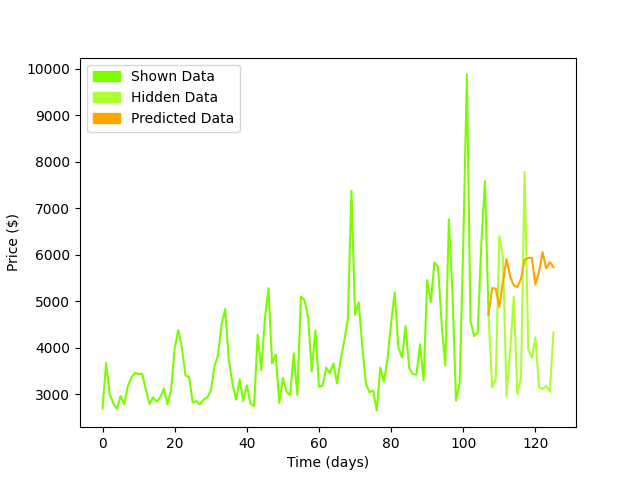 Shown Data
Hidden Data
Predicted Data
10000
9000
8000
7000
6000
5000
4000
3000
Price ($)
0 20 40 60 80 100 120
Time (days)